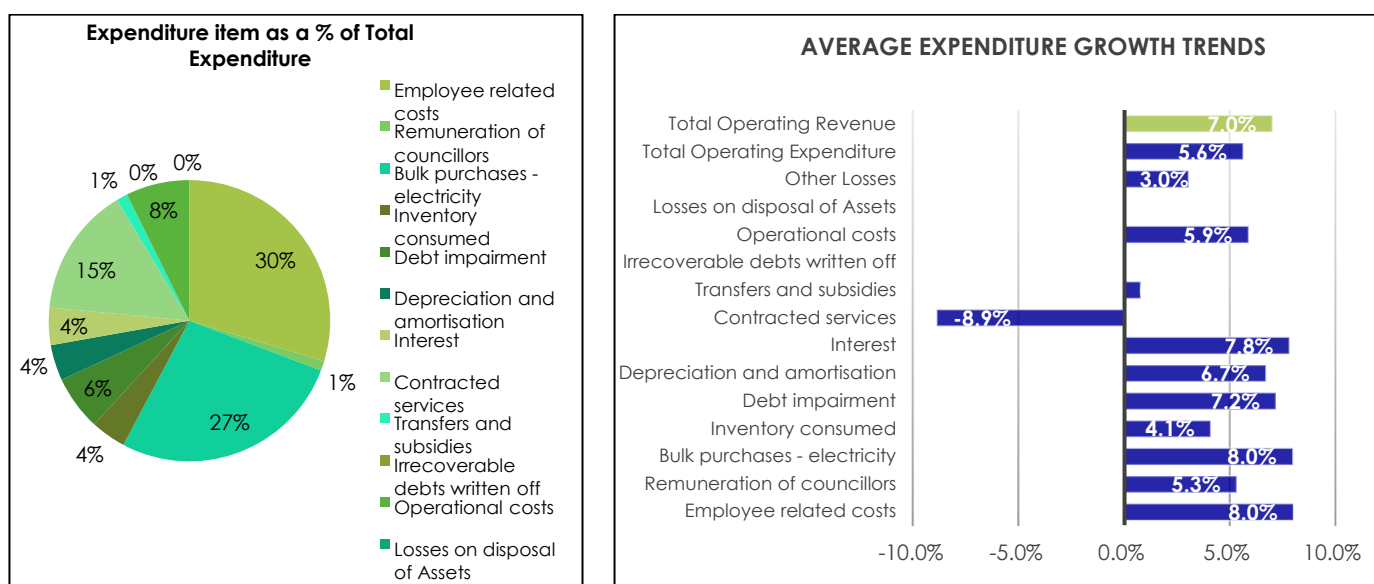 Expenditure item as a % of Total
Expenditure
Employee related
costs
Remuneration of
councillors
Bulk purchases -
electricity
Inventory
consumed
Debt impairment
Depreciation and
amortisation
Interest
Contracted
services
Transfers and
subsidies
Irrecoverable
debts written off
Operational costs
Losses on disposal
of Assets
0%
0%
1%
8%
30%
15%
4%
4%
6%
4%
27%
1%
AVERAGE EXPENDITURE GROWTH TRENDS
Total Operating Revenue
7.0%
Total Operating Expenditure
5.6%
Other Losses
3.0%
Losses on disposal of Assets
Operational costs
5.9%
Irrecoverable debts written off
Transfers and subsidies
Contracted services
-8.9%
Interest
7.8%
Depreciation and amortisation
6.7%
Debt impairment
7.2%
Inventory consumed
4.1%
Bulk purchases - electricity
8.0%
Remuneration of councillors
5.3%
Employee related costs
8.0%
-10.0% -5.0% 0.0% 5.0% 10.0%